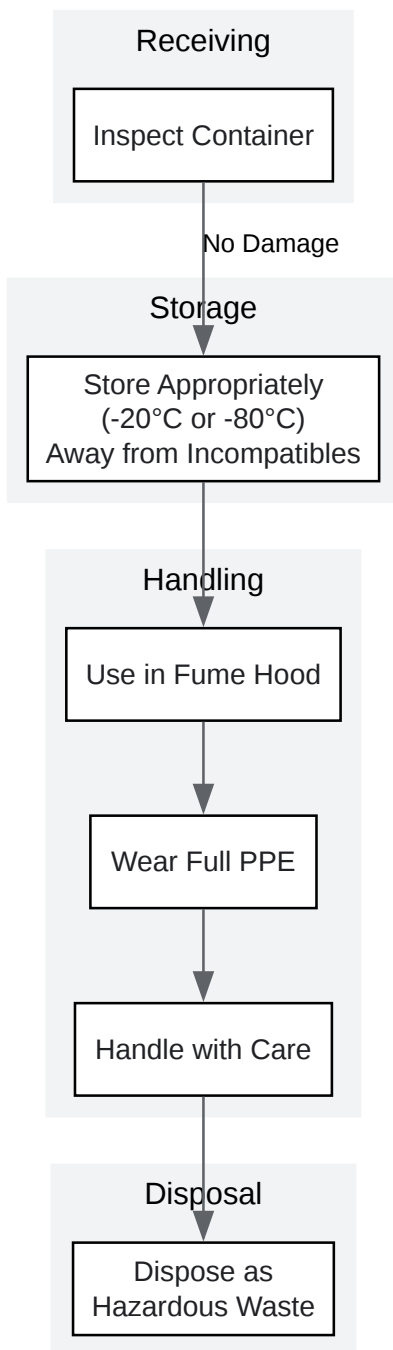 Receiving
Inspect Container
No Damage
Storage
Store Appropriately
(-20°C or -80°C)
Away from Incompatibles
Handling
Use in Fume Hood
Wear Full PPE
Handle with Care
Disposal
Dispose as
Hazardous Waste